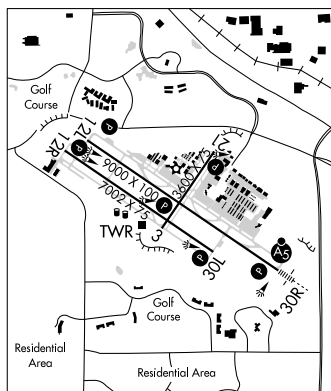 Golf
Course
P
12L
12R
P
21
P
9000 X 100
3600 X 75
7002 X 75
P
TWR
3
A5
P
P
30L
30R
Golf
Course
Residential
Area
Residential Area